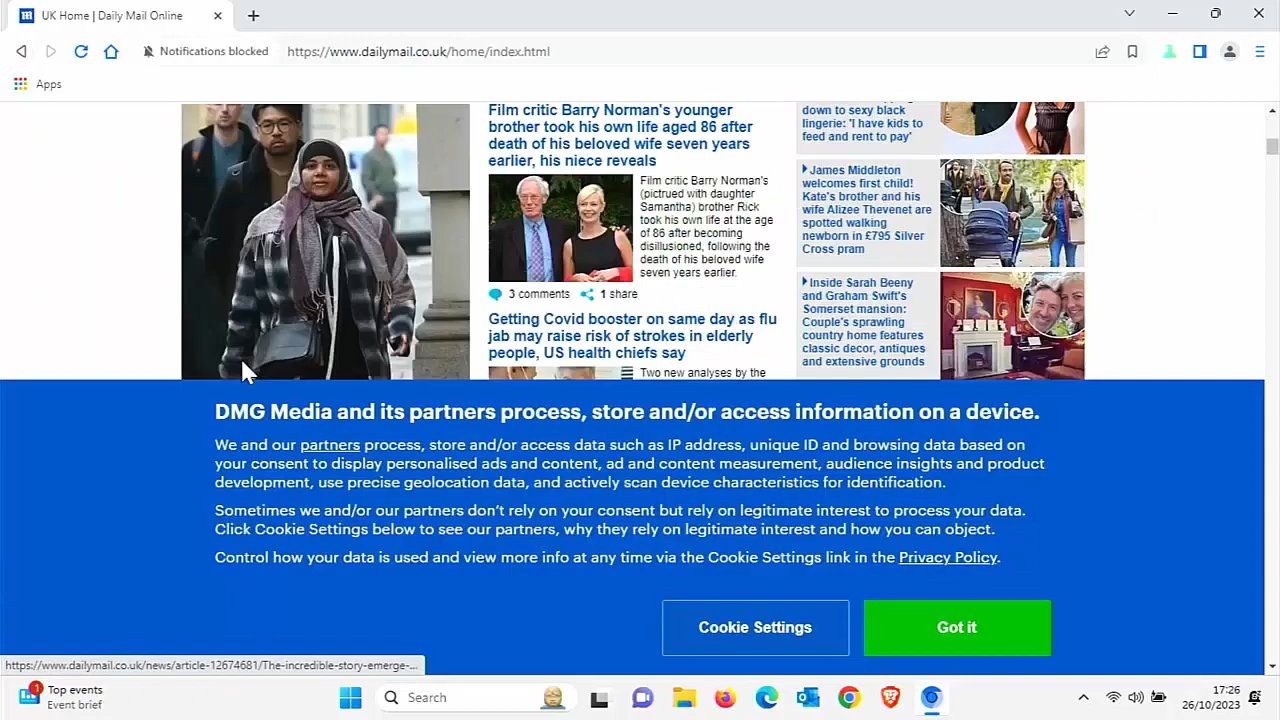 UK Home | Daily Mail Online
Notifications blocked
https://www.dailymail.co.uk/home/index.html
Apps
Film critic Barry Norman's younger
brother took his own life aged 86 after
death of his beloved wife seven years
earlier, his niece reveals
Film critic Barry Norman's
(pictrued with daughter
Samantha) brother Rick
took his own life at the age
of 86 after becoming
disillusioned, following the
death of his beloved wife
seven years earlier.
3 comments
1 share
Getting Covid booster on same day as flu
jab may raise risk of strokes in elderly
people, US health chiefs say
Two new analyses by the
down to sexy black
lingerie: 'I have kids to
feed and rent to pay'
James Middleton
welcomes first child!
Kate's brother and his
wife Alizee Thevenet are
spotted walking
newborn in £795 Silver
Cross pram
Inside Sarah Beeny
and Graham Swift's
Somerset mansion:
Couple's sprawling
country home features
classic decor, antiques
and extensive grounds
DMG Media and its partners process, store and/or access information on a device.
We and our partners process, store and/or access data such as IP address, unique ID and browsing data based on
your consent to display personalised ads and content, ad and content measurement, audience insights and product
development, use precise geolocation data, and actively scan device characteristics for identification.
Sometimes we and/or our partners don't rely on your consent but rely on legitimate interest to process your data.
Click Cookie Settings below to see our partners, why they rely on legitimate interest and how you can object.
Control how your data is used and view more info at any time via the Cookie Settings link in the Privacy Policy.
Cookie Settings
Got it
https://www.dailymail.co.uk/news/article-12674681/The-incredible-story-emerge-...
1
Top events
Event brief
Search
17:26
26/10/2023